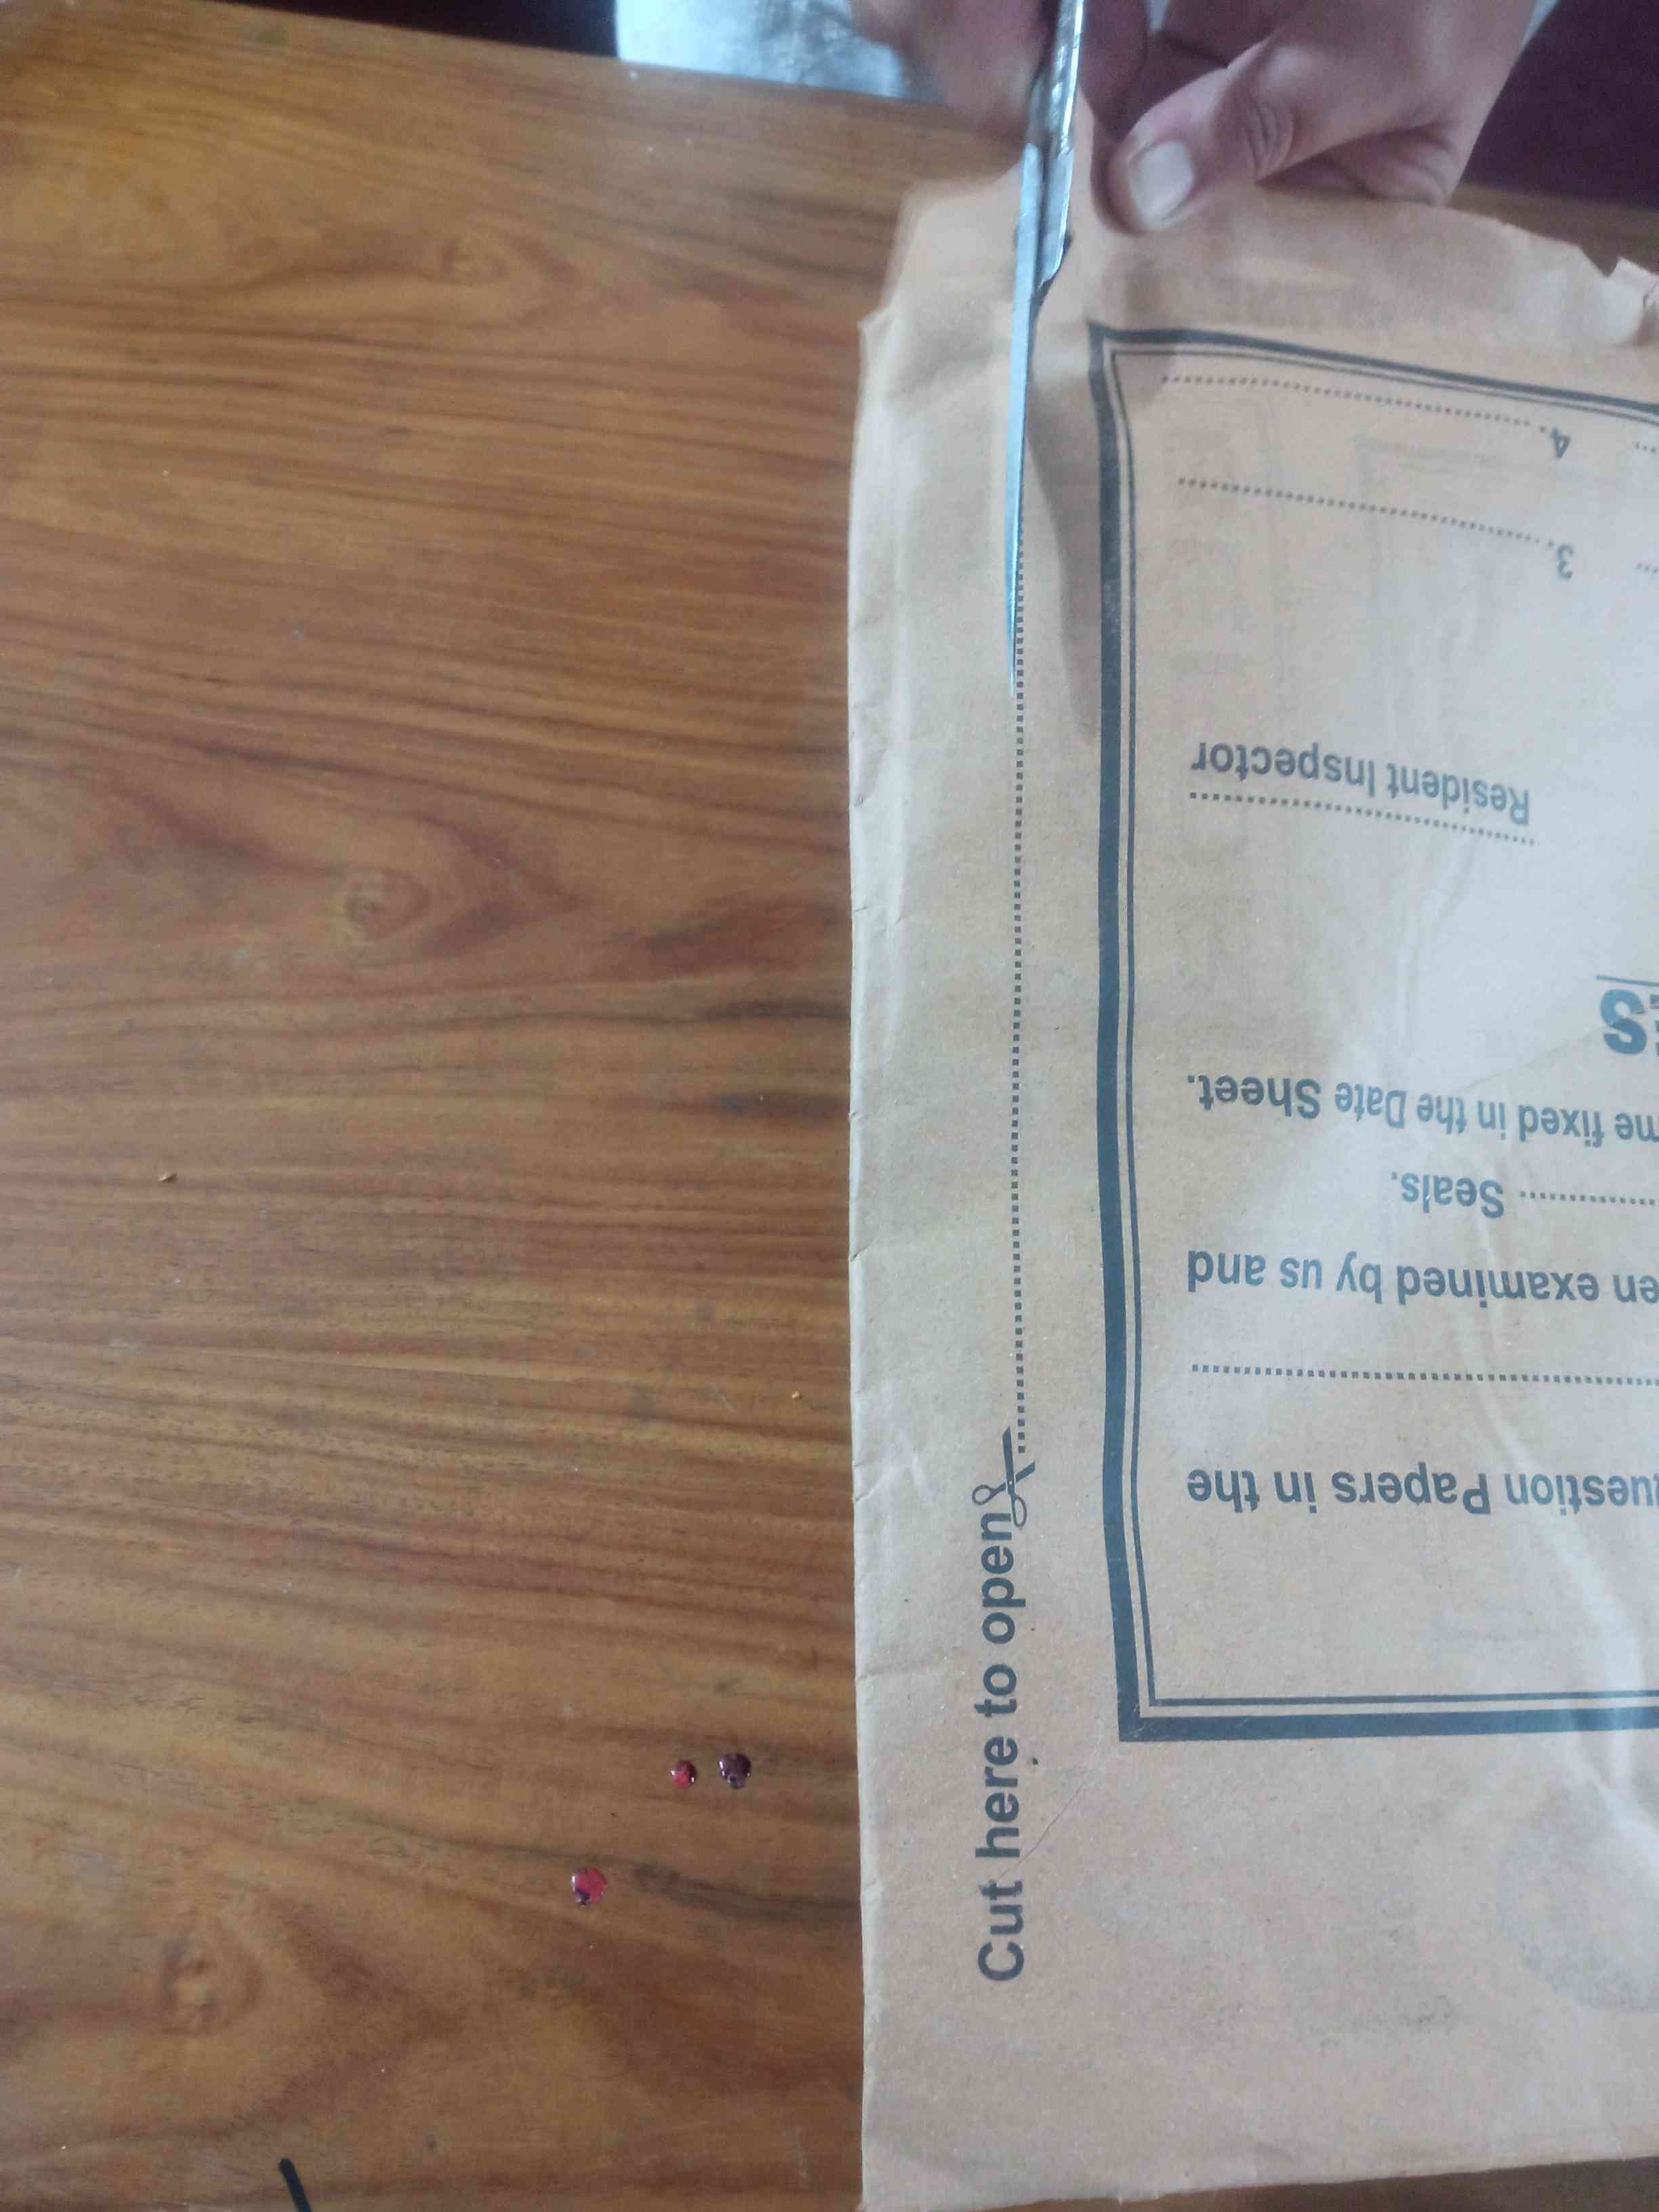 Cut here to open
uestion Papers in the
en examined by us and
Seals.
me fixed in the Date Sheet.
ES
Resident Inspector
3.
4.